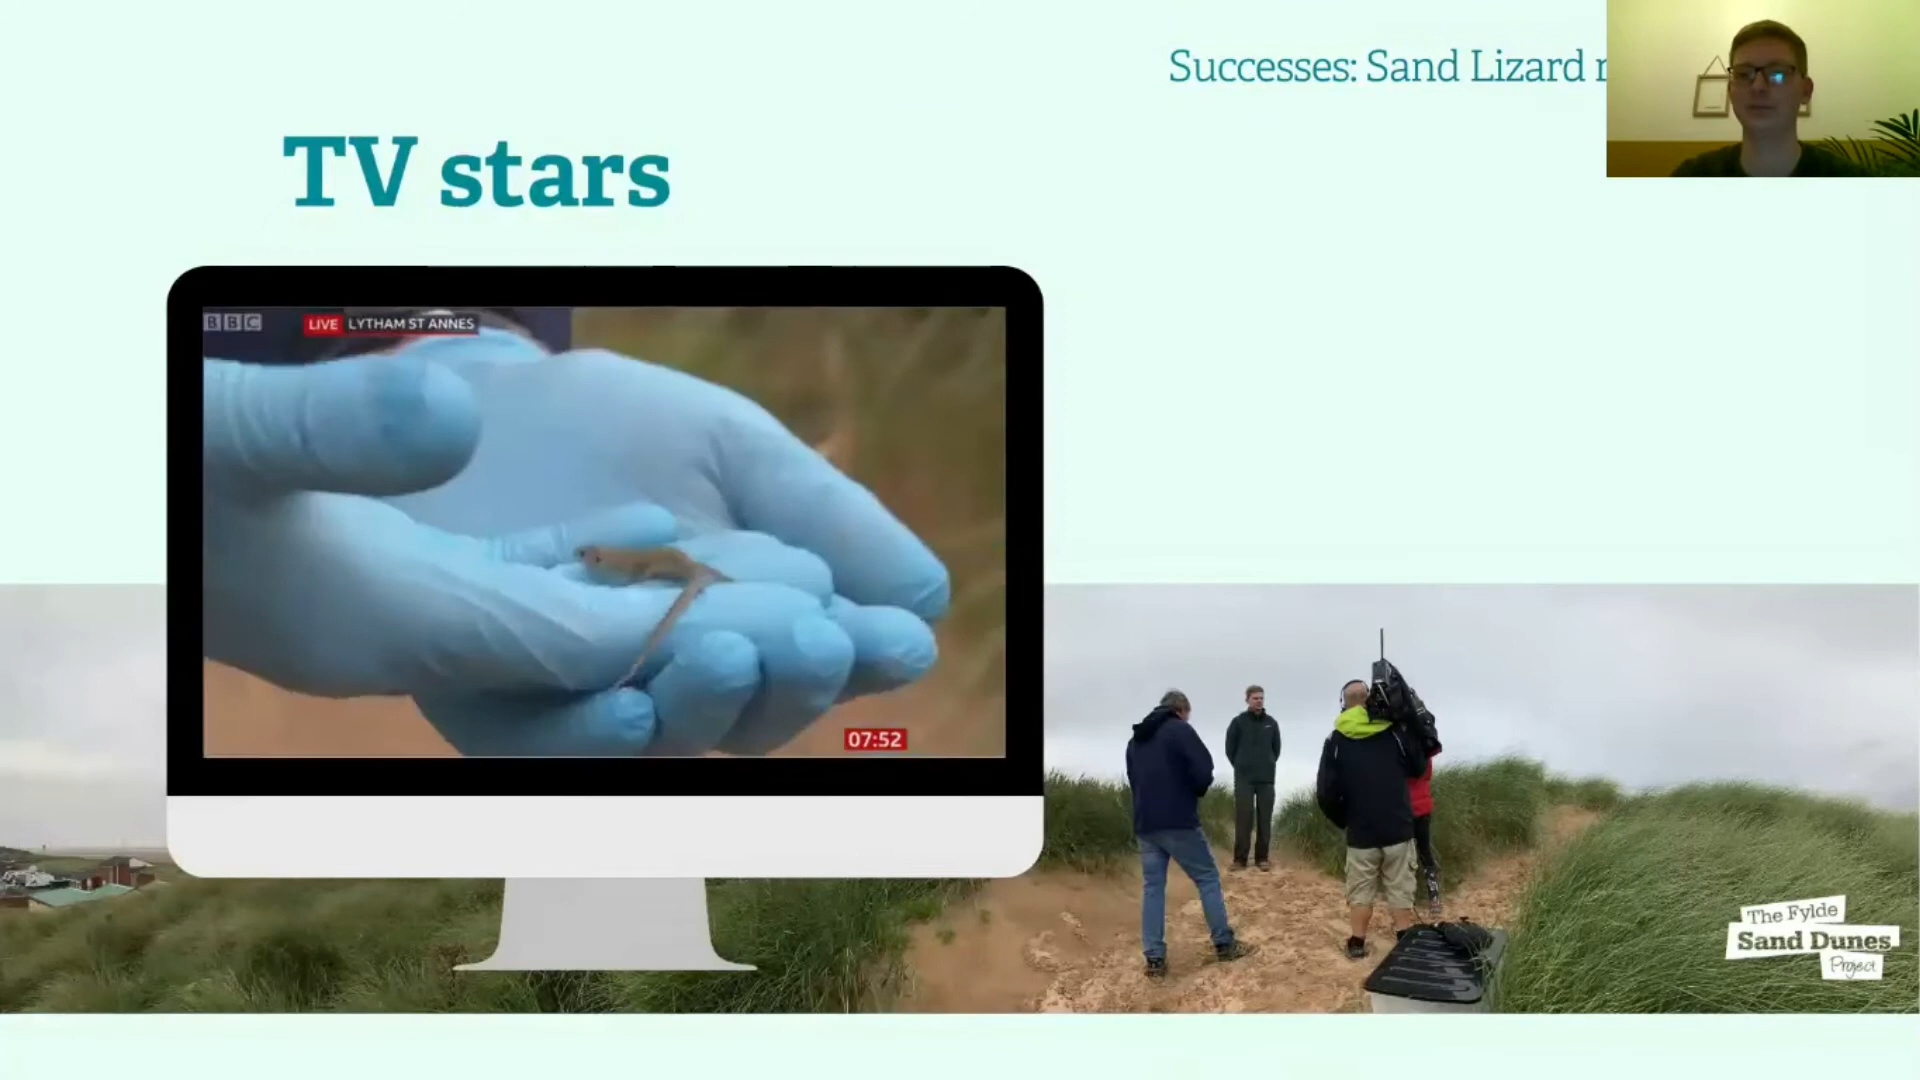 Successes: Sand Lizard
TV stars
BBC
LIVE LYTHAM ST ANNES
07:52
The Fylde
Sand Dunes
Project